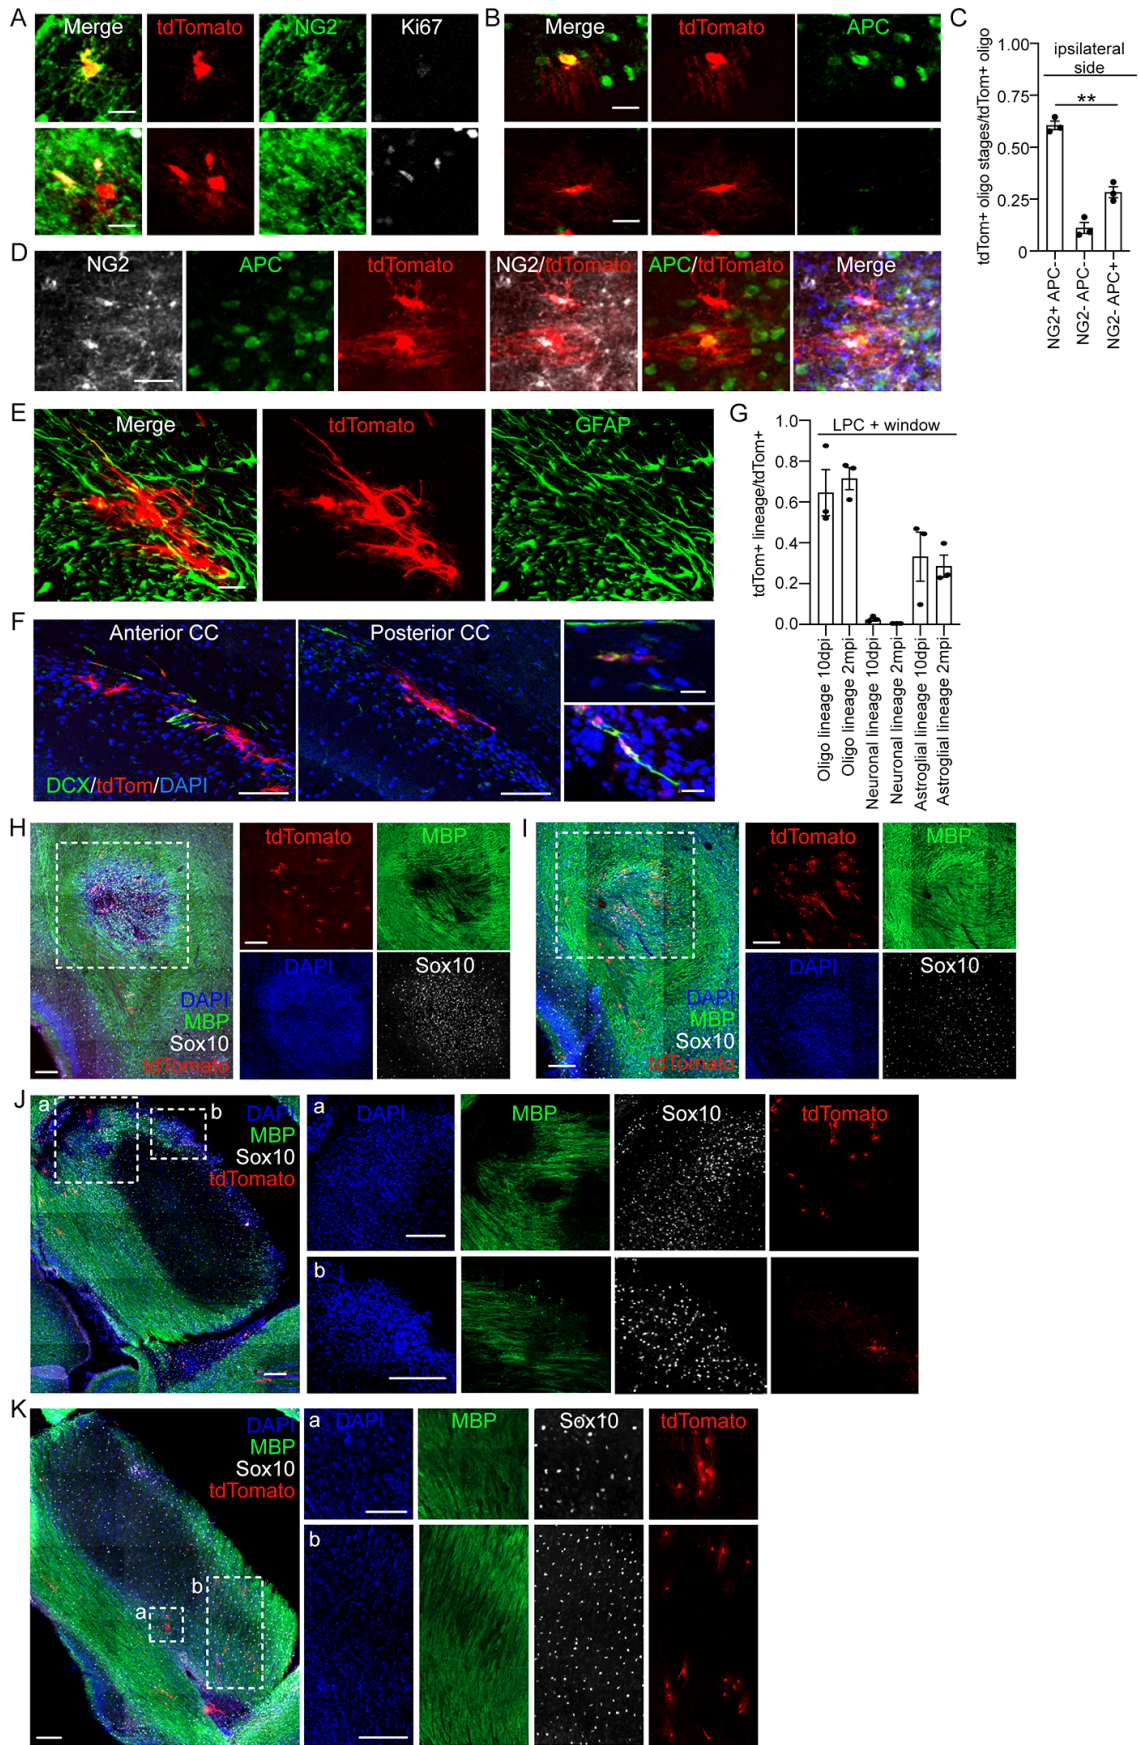 A
Merge
tdTomato
NG2
Ki67
B
Merge
tdTomato
APC
C
tdTom+ oligo stages/tdTom+ oligo
1.00
0.75
0.50
0.25
0
ipsilateral
side
**
NG2+ APC-
NG2- APC-
NG2- APC+
D
NG2
APC
tdTomato
NG2/tdTomato
APC/tdTomato
Merge
E
Merge
tdTomato
GFAP
F
Anterior CC
Posterior CC
DCX/tdTom/DAPI
G
tdTom+ lineage/tdTom+
1.0
0.8
0.6
0.4
0.2
0.0
LPC + window
Oligo lineage 10dpi
Oligo lineage 2mpi
Neuronal lineage 10dpi
Neuronal lineage 2mpi
Astroglial lineage 10dpi
Astroglial lineage 2mpi
H
DAPI
MBP
Sox10
tdTomato
tdTomato
MBP
DAPI
Sox10
I
DAPI
MBP
Sox10
tdTomato
tdTomato
MBP
DAPI
Sox10
J
a
b
DAPI
MBP
Sox10
tdTomato
a
DAPI
MBP
Sox10
tdTomato
b
K
DAPI
MBP
Sox10
tdTomato
a
b
a
DAPI
MBP
Sox10
tdTomato
b